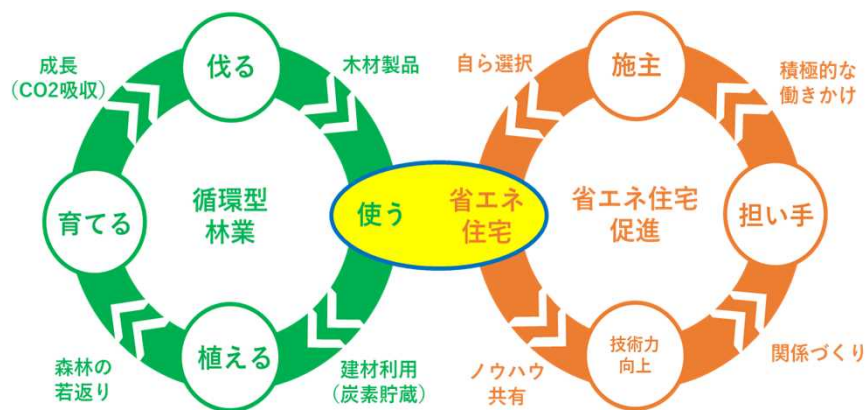 成長
（CO2吸収）
伐る
木材製品
育てる
循環型
林業
使う
森林の
若返り
植える
建材利用
（炭素貯蔵）
自ら選択
施主
積極的な
働きかけ
省エネ
住宅
省エネ住宅
促進
担い手
ノウハウ
共有
技術力
向上
関係づくり